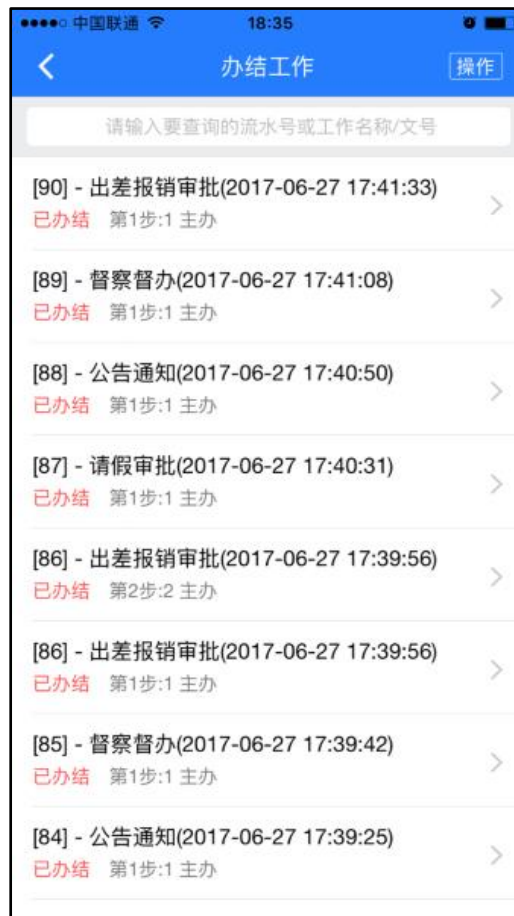 中国联通 18:35
办结工作 操作
请输入要查询的流水号或工作名称/文号
[90] - 出差报销审批(2017-06-27 17:41:33)
已办结 第1步:1 主办
[89] - 督察督办(2017-06-27 17:41:08)
已办结 第1步:1 主办
[88] - 公告通知(2017-06-27 17:40:50)
已办结 第1步:1 主办
[87] - 请假审批(2017-06-27 17:40:31)
已办结 第1步:1 主办
[86] - 出差报销审批(2017-06-27 17:39:56)
已办结 第2步:2 主办
[86] - 出差报销审批(2017-06-27 17:39:56)
已办结 第1步:1 主办
[85] - 督察督办(2017-06-27 17:39:42)
已办结 第1步:1 主办
[84] - 公告通知(2017-06-27 17:39:25)
已办结 第1步:1 主办